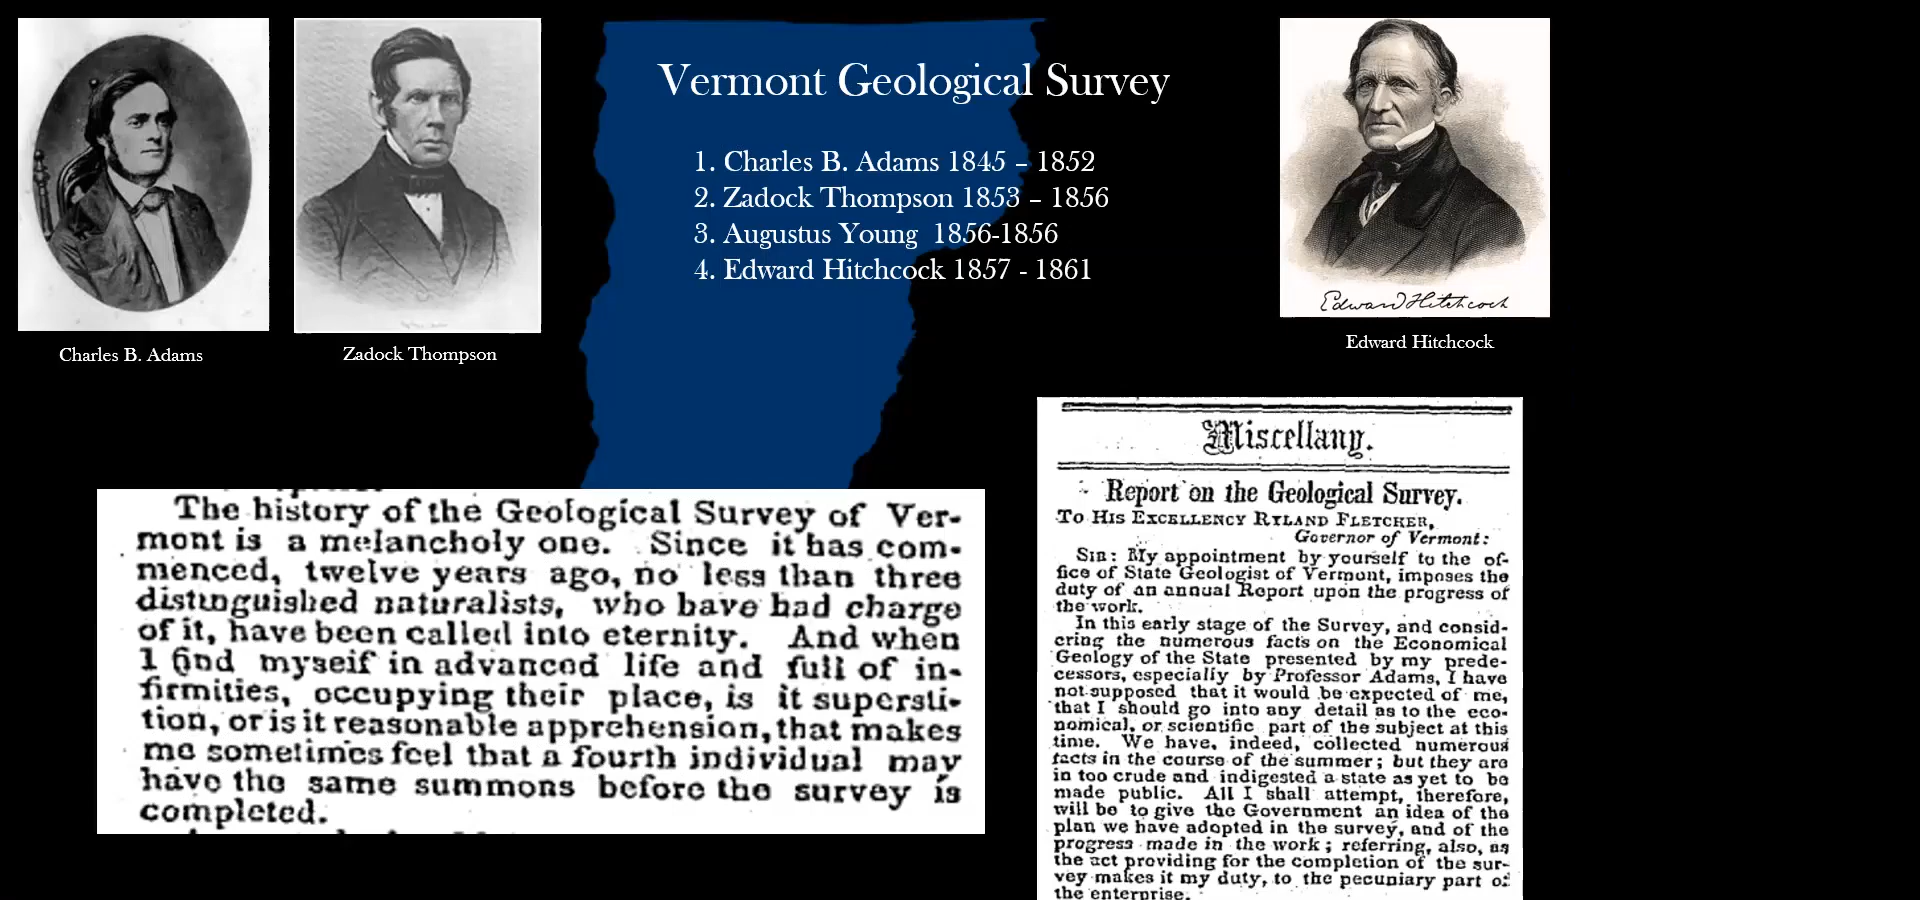 Vermont Geological Survey
1. Charles B. Adams 1845 – 1852
2. Zadock Thompson 1853 – 1856
3. Augustus Young 1856-1856
4. Edward Hitchcock 1857 - 1861
Charles B. Adams
Zadock Thompson
Edward Hitchcock
Edward Hitchcock
The history of the Geological Survey of Ver-
mont is a melancholy one. Since it has com-
menced, twelve years ago, no less than three
distinguished naturalists, who have had charge
of it, have been called into eternity. And when
I find myself in advanced life and full of in-
firmities, occupying their place, is it supersti-
tion, or is it reasonable apprehension, that makes
me sometimes feel that a fourth individual may
have the same summons before the survey is
completed.
Miscellany.
Report on the Geological Survey.
To His Excellency Ryland Fletcher,
Governor of Vermont:
Sir: My appointment by yourself to the of-
fice of State Geologist of Vermont, imposes the
duty of an annual Report upon the progress of
the work.
In this early stage of the Survey, and consid-
ering the numerous facts on the Economical
Geology of the State presented by my prede-
cessors, especially by Professor Adams, I have
not supposed that it would be expected of me,
that I should go into any detail as to the eco-
nomical, or scientific part of the subject at this
time. We have, indeed, collected numerous
facts in the course of the summer; but they are
in too crude and indigested a state as yet to be
made public. All I shall attempt, therefore,
will be to give the Government an idea of the
plan we have adopted in the survey, and of the
progress made in the work; referring, also, as
the act providing for the completion of the sur-
vey makes it my duty, to the pecuniary part of
the enterprise.